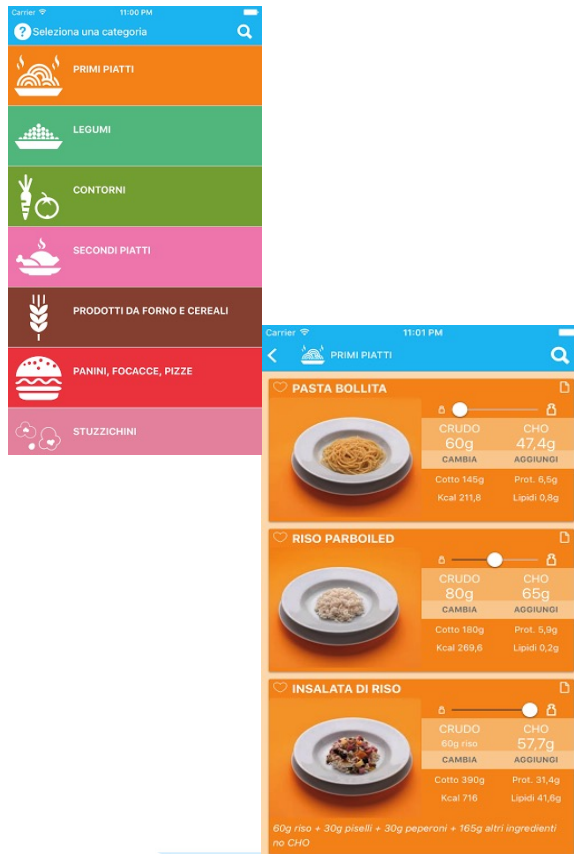 Carrier 11:00 PM
? Seleziona una categoria
PRIMI PIATTI
LEGUMI
CONTORNI
SECONDI PIATTI
PRODOTTI DA FORNO E CEREALI
PANINI, FOCACCE, PIZZE
STUZZICHINI
Carrier 11:01 PM
PRIMI PIATTI
PASTA BOLLITA
CRUDO CHO
60g 47,4g
CAMBIA AGGIUNGI
Cotto 145g Prot. 6,5g
Kcal 211,8 Lipidi 0,8g
RISO PARBOILED
CRUDO CHO
80g 65g
CAMBIA AGGIUNGI
Cotto 180g Prot. 5,9g
Kcal 269,6 Lipidi 0,2g
INSALATA DI RISO
CRUDO CHO
60g riso 57,7g
CAMBIA AGGIUNGI
Cotto 390g Prot. 31,4g
Kcal 716 Lipidi 41,6g
60g riso + 30g piselli + 30g peperoni + 165g altri ingredienti
no CHO